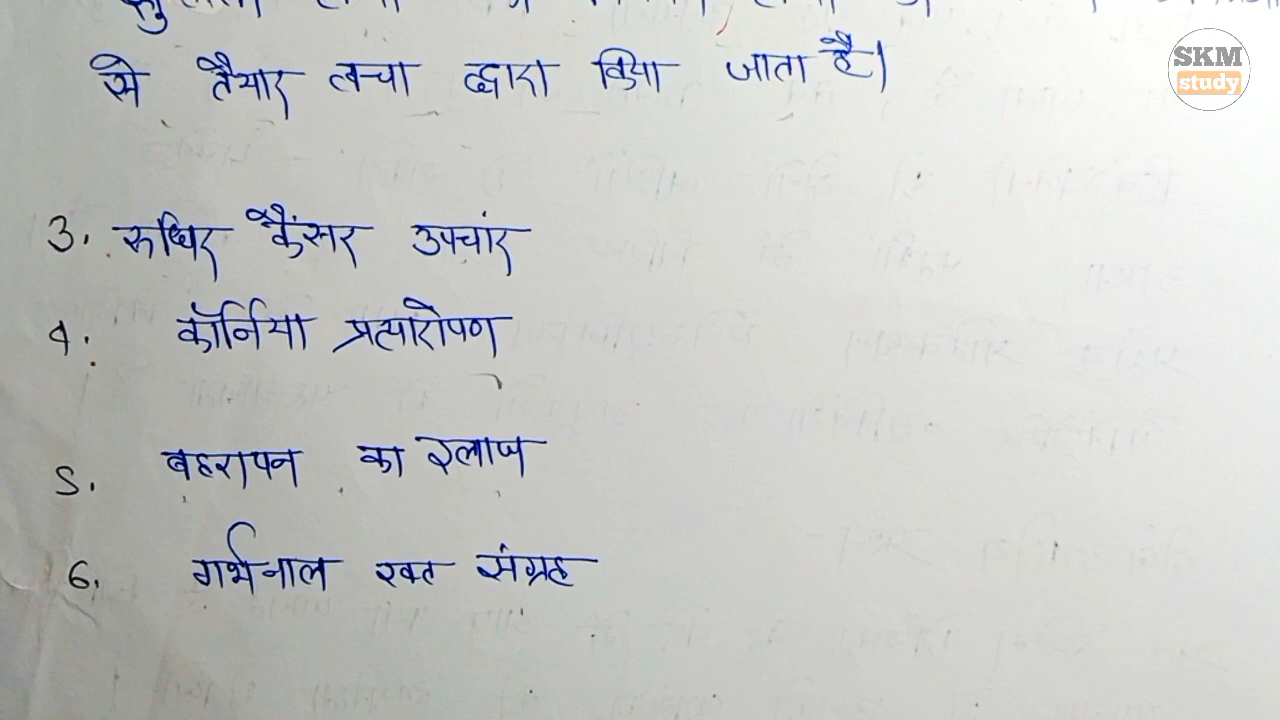 SKM
study
से तैयार त्वचा द्वारा किया जाता है।
3. रुधिर कैंसर उपचांर
4. कॉर्निया प्रत्यारोपण
5. बहरापन का इलाज
6. गर्भनाल रक्त संग्रह